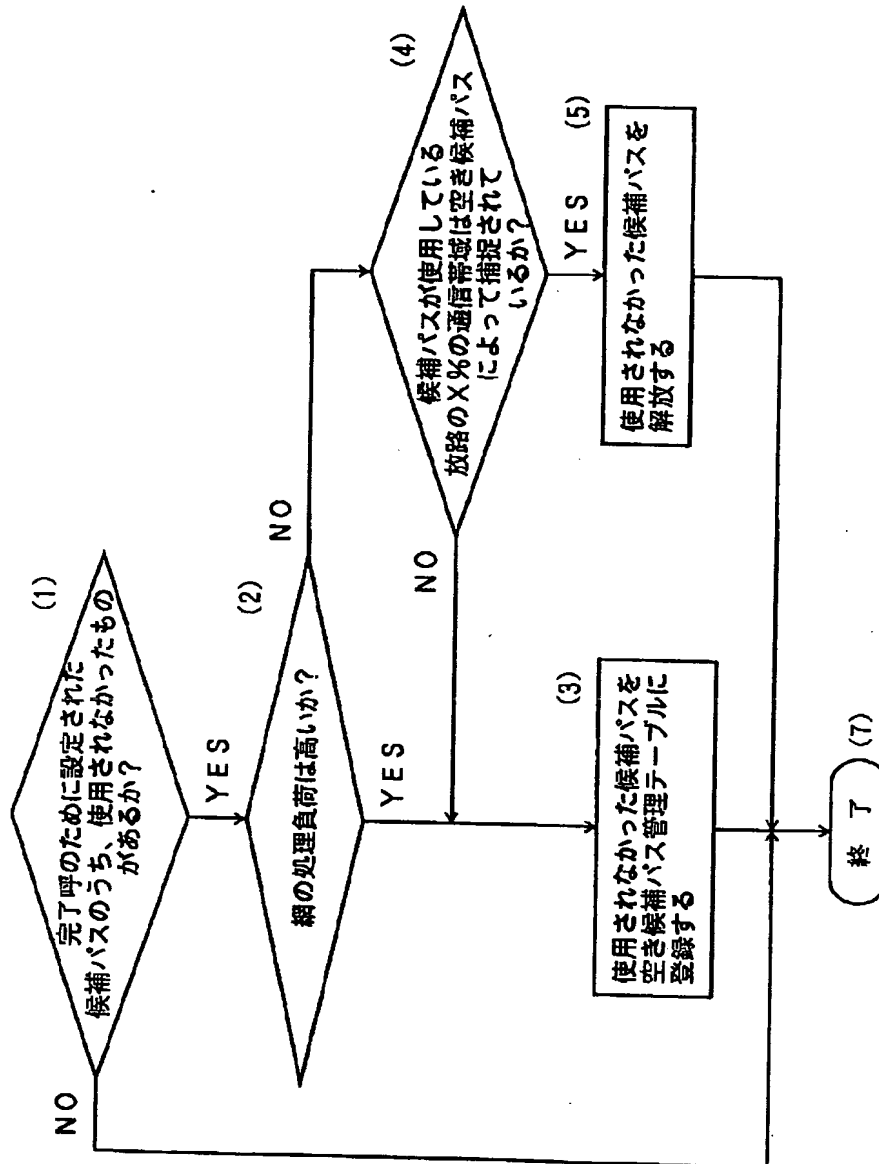 (1)
完了呼のために設定された
候補パスのうち、使用されなかったもの
があるか?
NO
YES
(2)
網の処理負荷は高いか?
NO
YES
(4)
候補パスが使用している
放路のX%の通信帯域は空き候補パス
によって捕捉されて
いるか?
NO
YES
(3)
使用されなかった候補パスを
空き候補パス管理テーブルに
登録する
(5)
使用されなかった候補パスを
解放する
終了
(7)